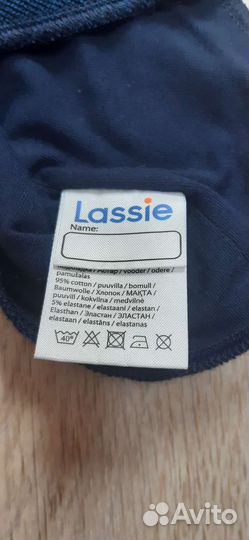 Lassie
Name:
Astar / vooder / odere /
pamušalas
95% cotton / puuvilla / bomull /
Baumwolle / Хлопок / МАҚТА /
puuvill / kokvilna / medvilnė
5% elastane / elastaani / elastan /
Elasthan / Эластан / ЭЛАСТАН /
elastaan / elastāns / elastanas
40°
Avito